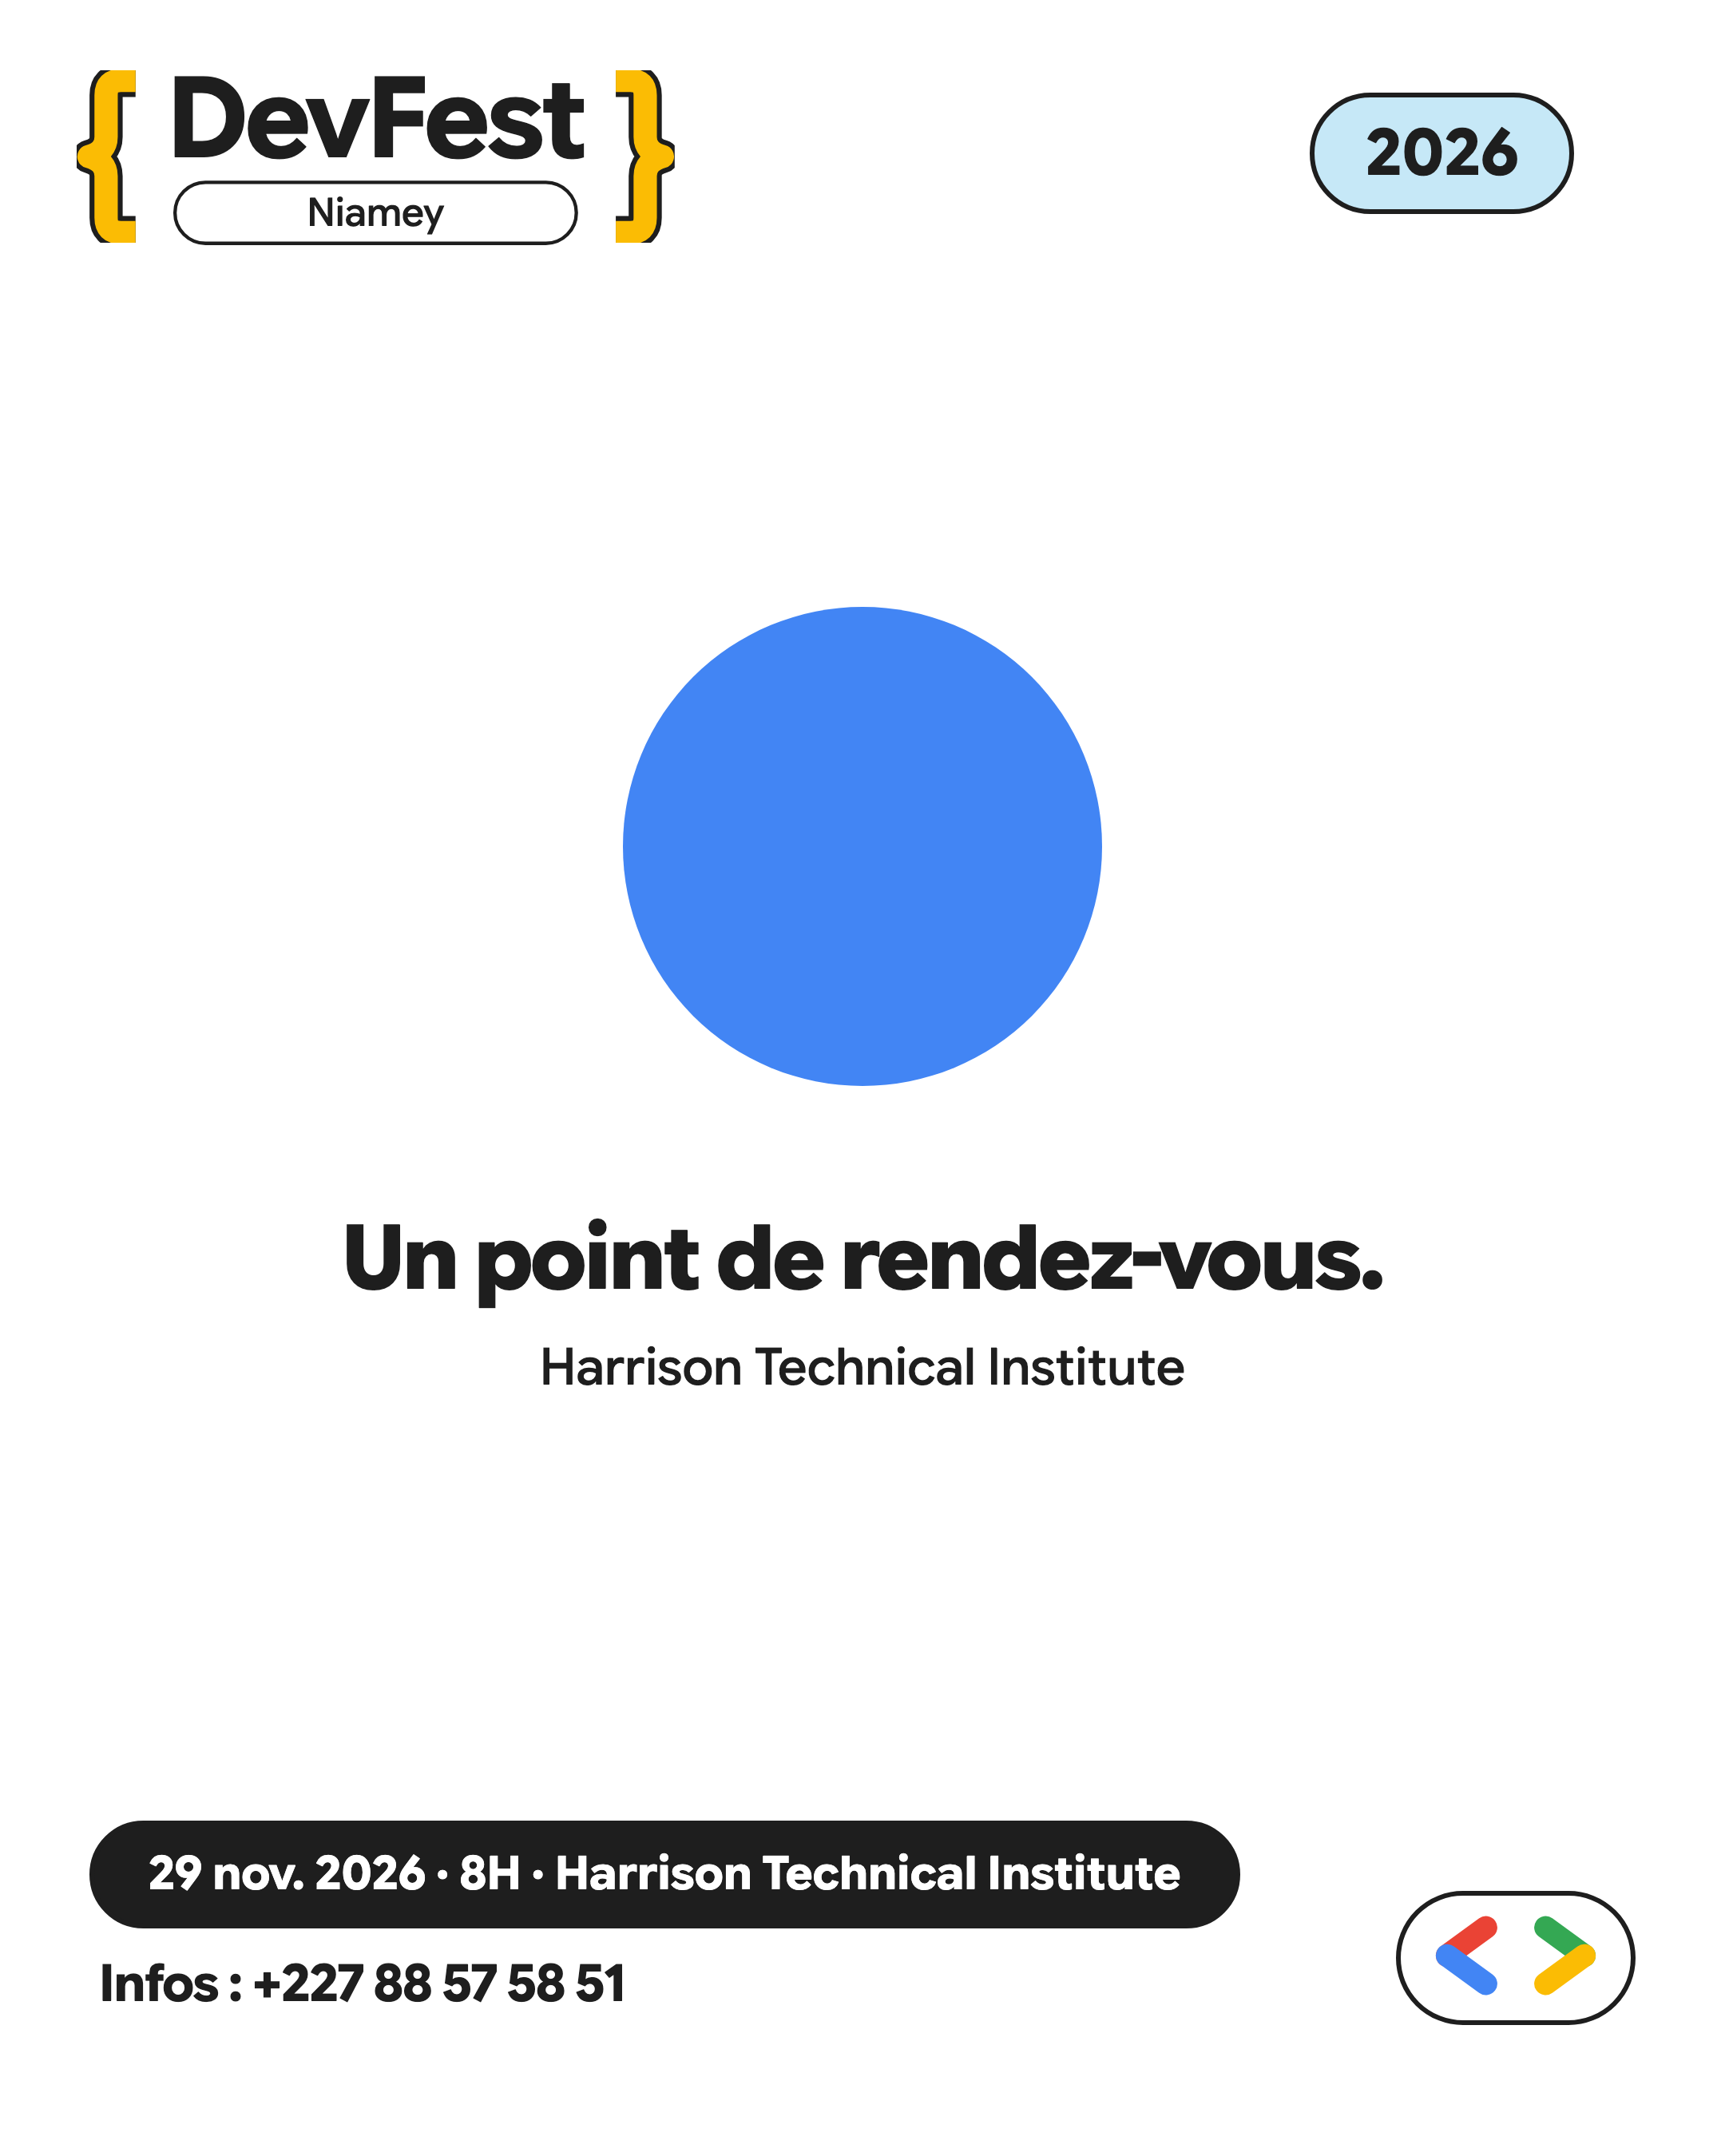 DevFest
Niamey
2026
Un point de rendez-vous.
Harrison Technical Institute
29 nov. 2026 · 8H · Harrison Technical Institute
Infos : +227 88 57 58 51